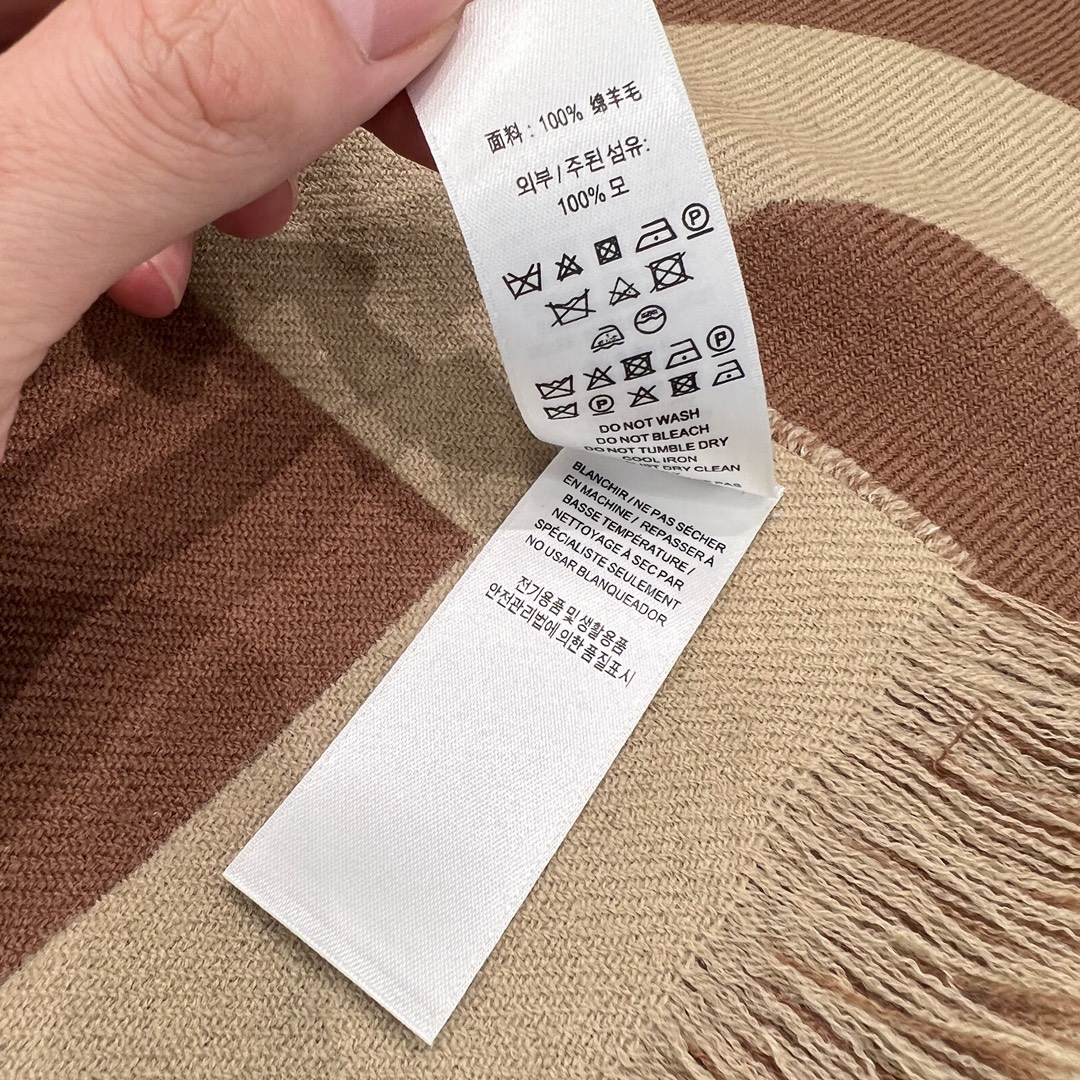 面料 : 100% 绵羊毛
외부 / 주된 섬유:
100% 모
P
P
P
DO NOT WASH
DO NOT BLEACH
DO NOT TUMBLE DRY
COOL IRON
DRY CLEAN
PAS
BLANCHIR / NE PAS SÉCHER
EN MACHINE / REPASSER À
BASSE TEMPÉRATURE /
NETTOYAGE À SEC PAR
SPÉCIALISTE SEULEMENT
NO USAR BLANQUEADOR
전기용품 및 생활용품
안전관리법에 의한 품질표시